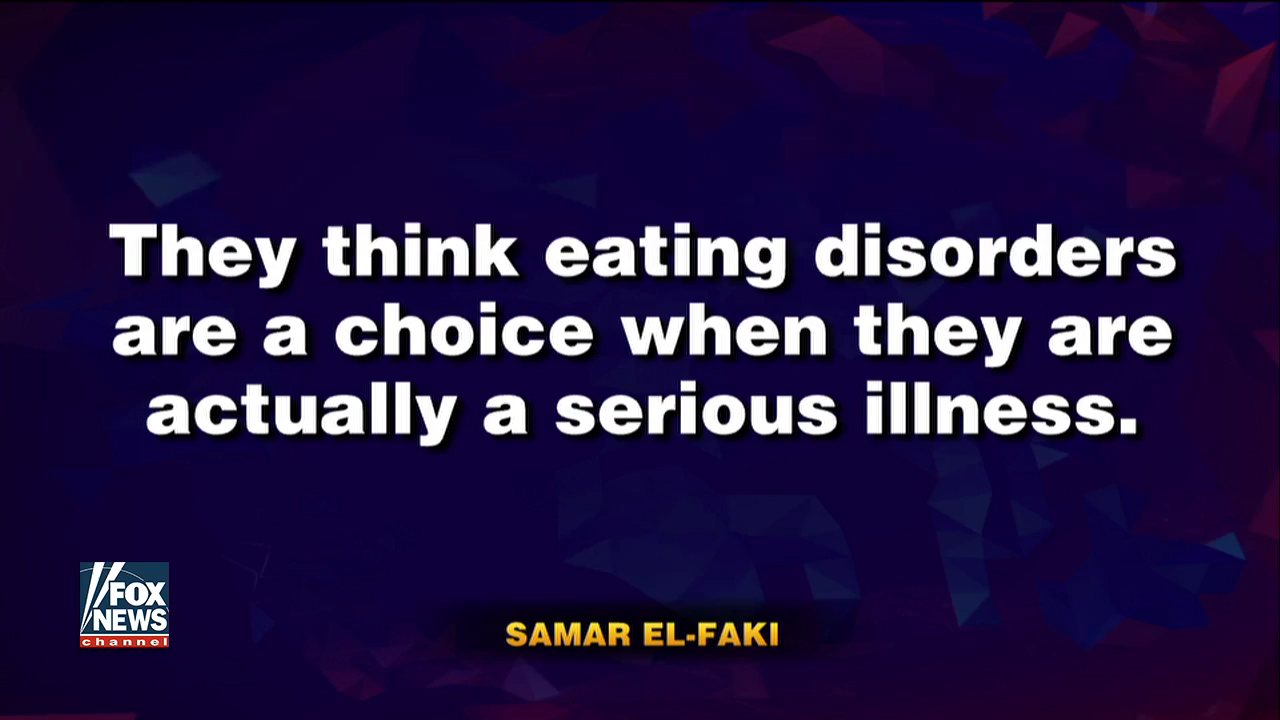 They think eating disorders
are a choice when they are
actually a serious illness.
FOX
NEWS
channel
SAMAR EL-FAKI